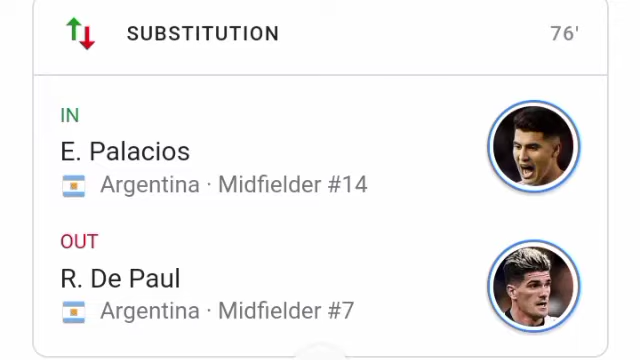 SUBSTITUTION 76'
IN
E. Palacios
Argentina · Midfielder #14
OUT
R. De Paul
Argentina · Midfielder #7